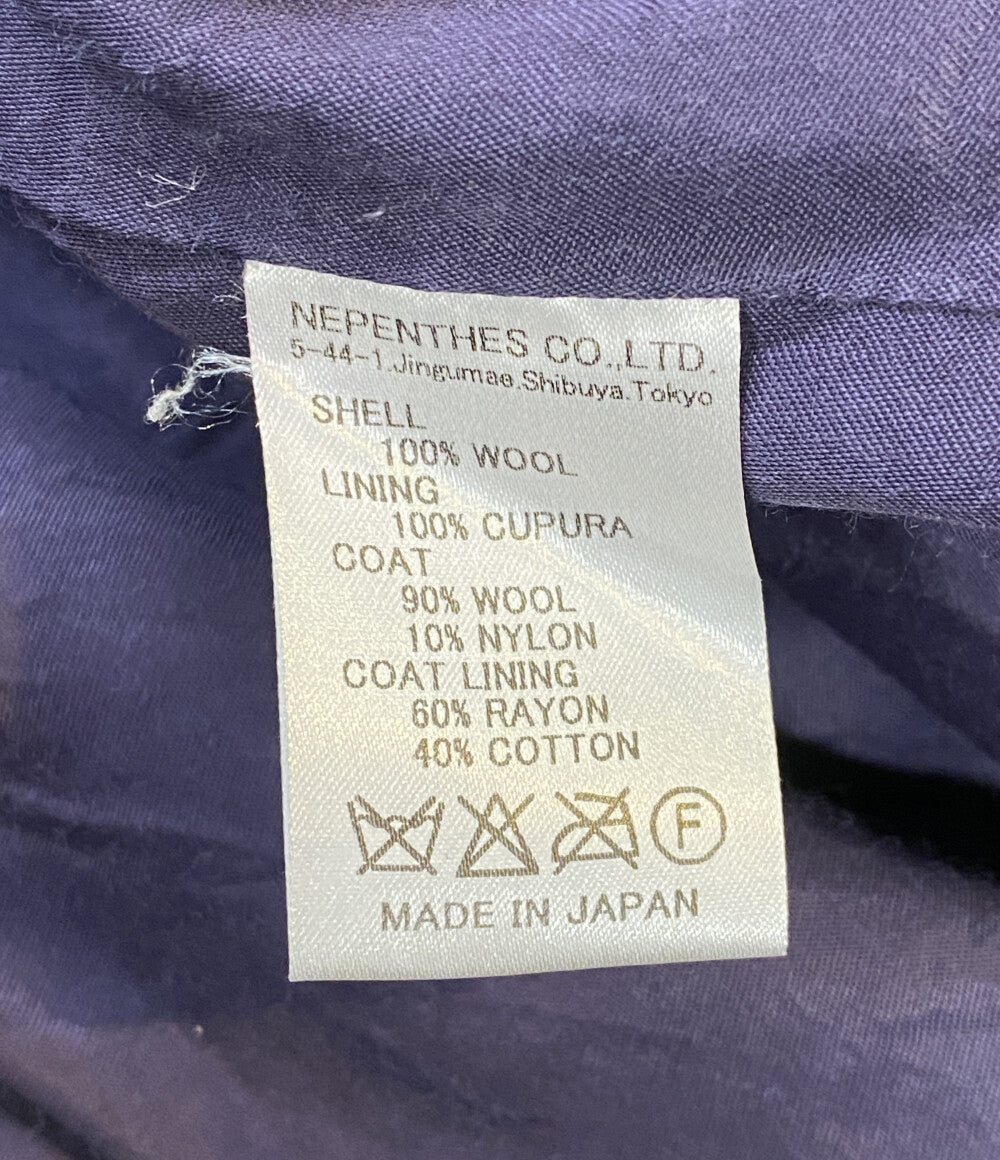 NEPENTHES CO.,LTD.
5-44-1.Jingumae.Shibuya.Tokyo
SHELL
100% WOOL
LINING
100% CUPURA
COAT
90% WOOL
10% NYLON
COAT LINING
60% RAYON
40% COTTON
F
MADE IN JAPAN